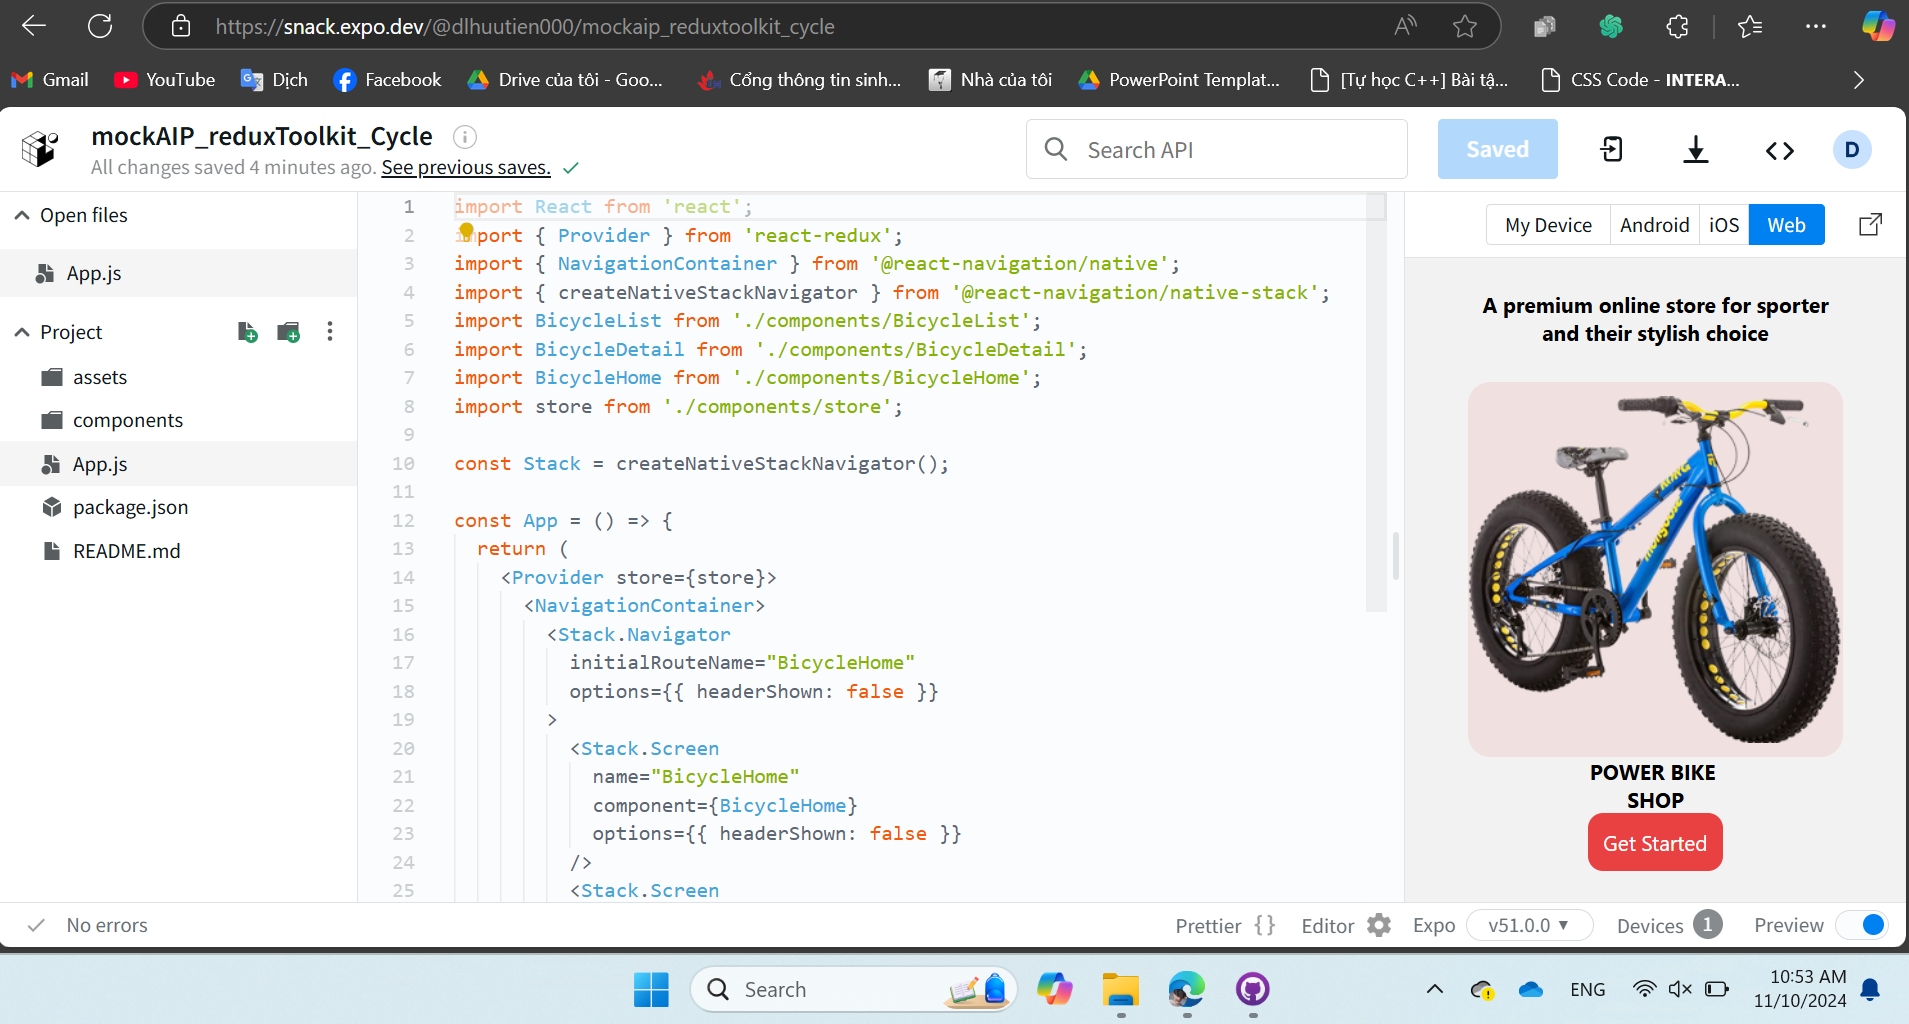 https://snack.expo.dev/@dlhuutien000/mockaip_reduxtoolkit_cycle
Gmail
YouTube
Dịch
Facebook
Drive của tôi - Goo...
Cổng thông tin sinh...
Nhà của tôi
PowerPoint Templat...
[Tự học C++] Bài tậ...
CSS Code - INTERA...
mockAIP_reduxToolkit_Cycle
All changes saved 4 minutes ago. See previous saves.
Search API
Saved
D
Open files
App.js
Project
assets
components
App.js
package.json
README.md
1 import React from 'react';
2 import { Provider } from 'react-redux';
3 import { NavigationContainer } from '@react-navigation/native';
4 import { createNativeStackNavigator } from '@react-navigation/native-stack';
5 import BicycleList from './components/BicycleList';
6 import BicycleDetail from './components/BicycleDetail';
7 import BicycleHome from './components/BicycleHome';
8 import store from './components/store';
9
10 const Stack = createNativeStackNavigator();
11
12 const App = () => {
13 return (
14 <Provider store={store}>
15 <NavigationContainer>
16 <Stack.Navigator
17 initialRouteName="BicycleHome"
18 options={{ headerShown: false }}
19 >
20 <Stack.Screen
21 name="BicycleHome"
22 component={BicycleHome}
23 options={{ headerShown: false }}
24 />
25 <Stack.Screen
My Device
Android
iOS
Web
A premium online store for sporter
and their stylish choice
mongoose
POWER BIKE
SHOP
Get Started
No errors
Prettier {}
Editor
Expo
v51.0.0
Devices 1
Preview
Search
ENG
10:53 AM
11/10/2024